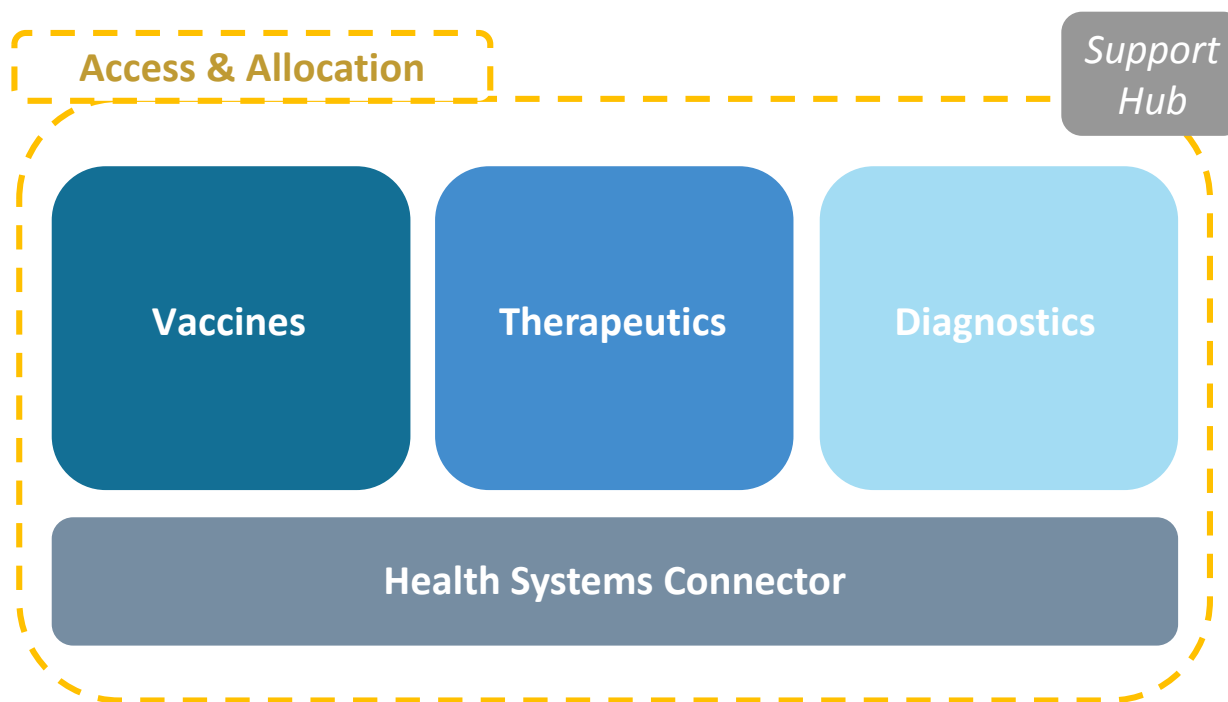 Access & Allocation
Support
Hub
Vaccines
Therapeutics
Diagnostics
Health Systems Connector